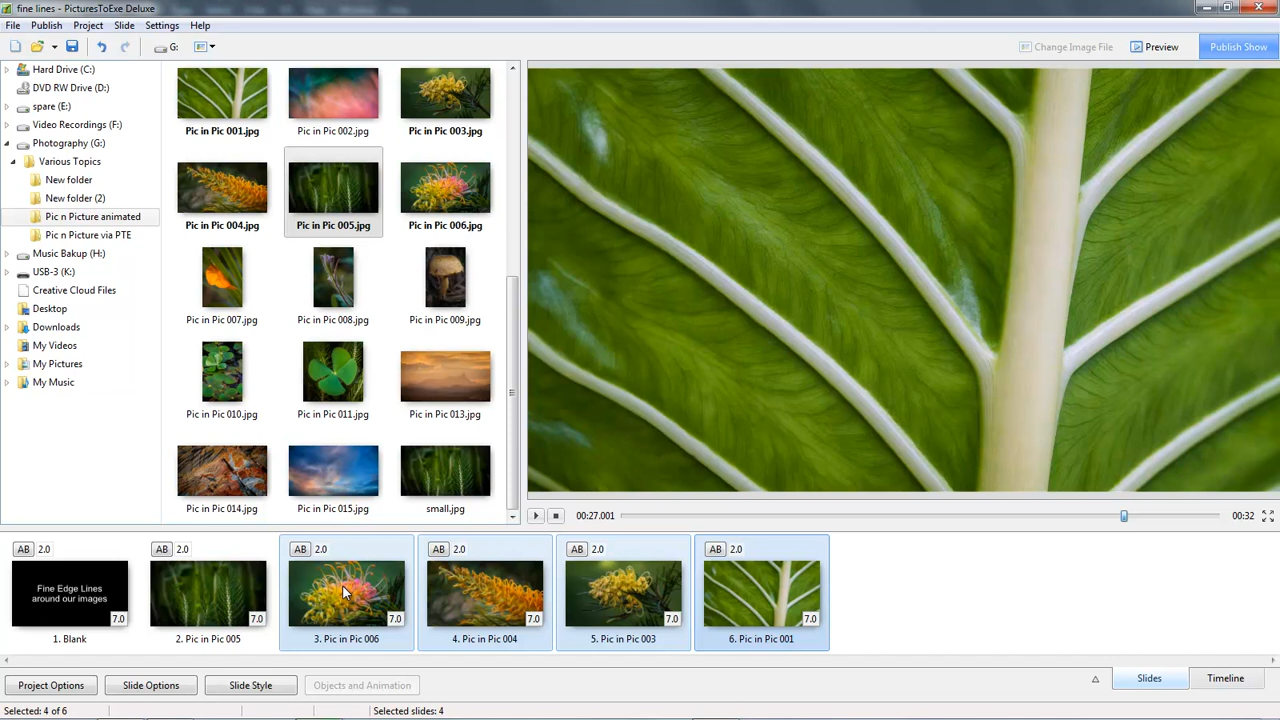 fine lines - PicturesToExe Deluxe
File Publish Project Slide Settings Help
G: Change Image File Preview Publish Show
Hard Drive (C:)
DVD RW Drive (D:)
spare (E:)
Video Recordings (F:)
Photography (G:)
Various Topics
New folder
New folder (2)
Pic n Picture animated
Pic n Picture via PTE
Music Bakup (H:)
USB-3 (K:)
Creative Cloud Files
Desktop
Downloads
My Videos
My Pictures
My Music
Pic in Pic 001.jpg Pic in Pic 002.jpg Pic in Pic 003.jpg
Pic in Pic 004.jpg Pic in Pic 005.jpg Pic in Pic 006.jpg
Pic in Pic 007.jpg Pic in Pic 008.jpg Pic in Pic 009.jpg
Pic in Pic 010.jpg Pic in Pic 011.jpg Pic in Pic 013.jpg
Pic in Pic 014.jpg Pic in Pic 015.jpg small.jpg
00:27.001 00:32
AB 2.0 AB 2.0 AB 2.0 AB 2.0 AB 2.0 AB 2.0
Fine Edge Lines
around our images
7.0 7.0 7.0 7.0 7.0 7.0
1. Blank 2. Pic in Pic 005 3. Pic in Pic 006 4. Pic in Pic 004 5. Pic in Pic 003 6. Pic in Pic 001
Project Options Slide Options Slide Style Objects and Animation Slides Timeline
Selected: 4 of 6 Selected slides: 4